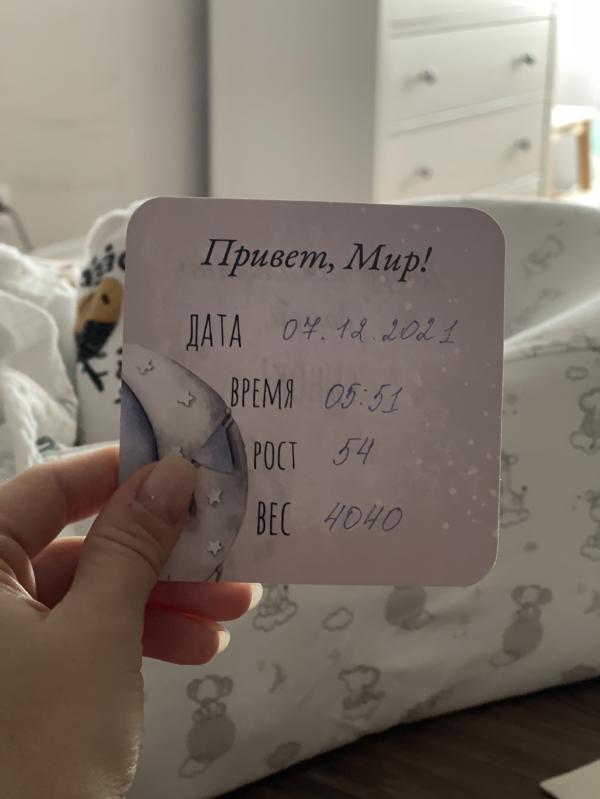 Привет, Мир!
ДАТА 07.12.2021
ВРЕМЯ 05:51
РОСТ 54
ВЕС 4040